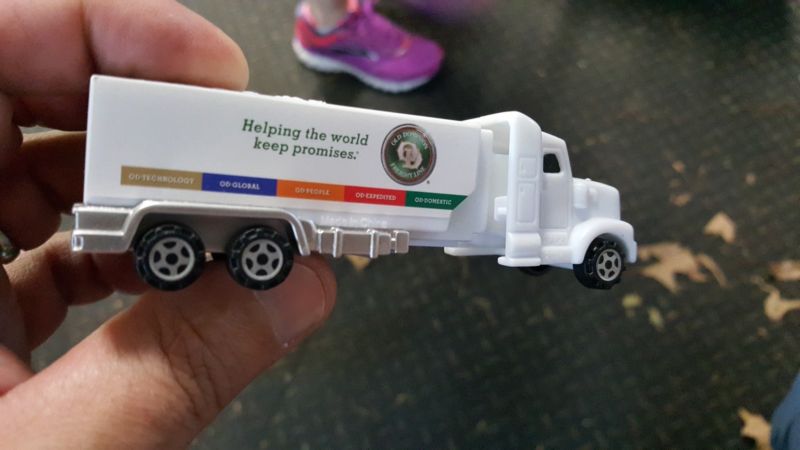 Helping the world
keep promises.®
OLD DOMINION
FREIGHT LINE
®
OD·TECHNOLOGY
OD·GLOBAL
OD·PEOPLE
OD·EXPEDITED
OD·DOMESTIC
Made in China